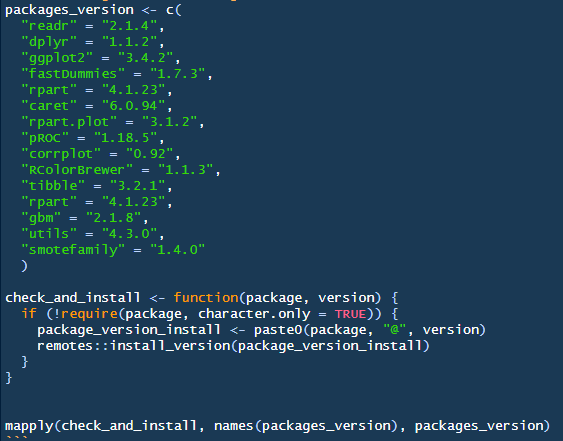 packages_version <- c(
  "readr" = "2.1.4",
  "dplyr" = "1.1.2",
  "ggplot2" = "3.4.2",
  "fastDummies" = "1.7.3",
  "rpart" = "4.1.23",
  "caret" = "6.0.94",
  "rpart.plot" = "3.1.2",
  "pROC" = "1.18.5",
  "corrplot" = "0.92",
  "RColorBrewer" = "1.1.3",
  "tibble" = "3.2.1",
  "rpart" = "4.1.23",
  "gbm" = "2.1.8",
  "utils" = "4.3.0",
  "smotefamily" = "1.4.0"
  )
check_and_install <- function(package, version) {
  if (!require(package, character.only = TRUE)) {
    package_version_install <- paste0(package, "@", version)
    remotes::install_version(package_version_install)
  }
}
mapply(check_and_install, names(packages_version), packages_version)
```